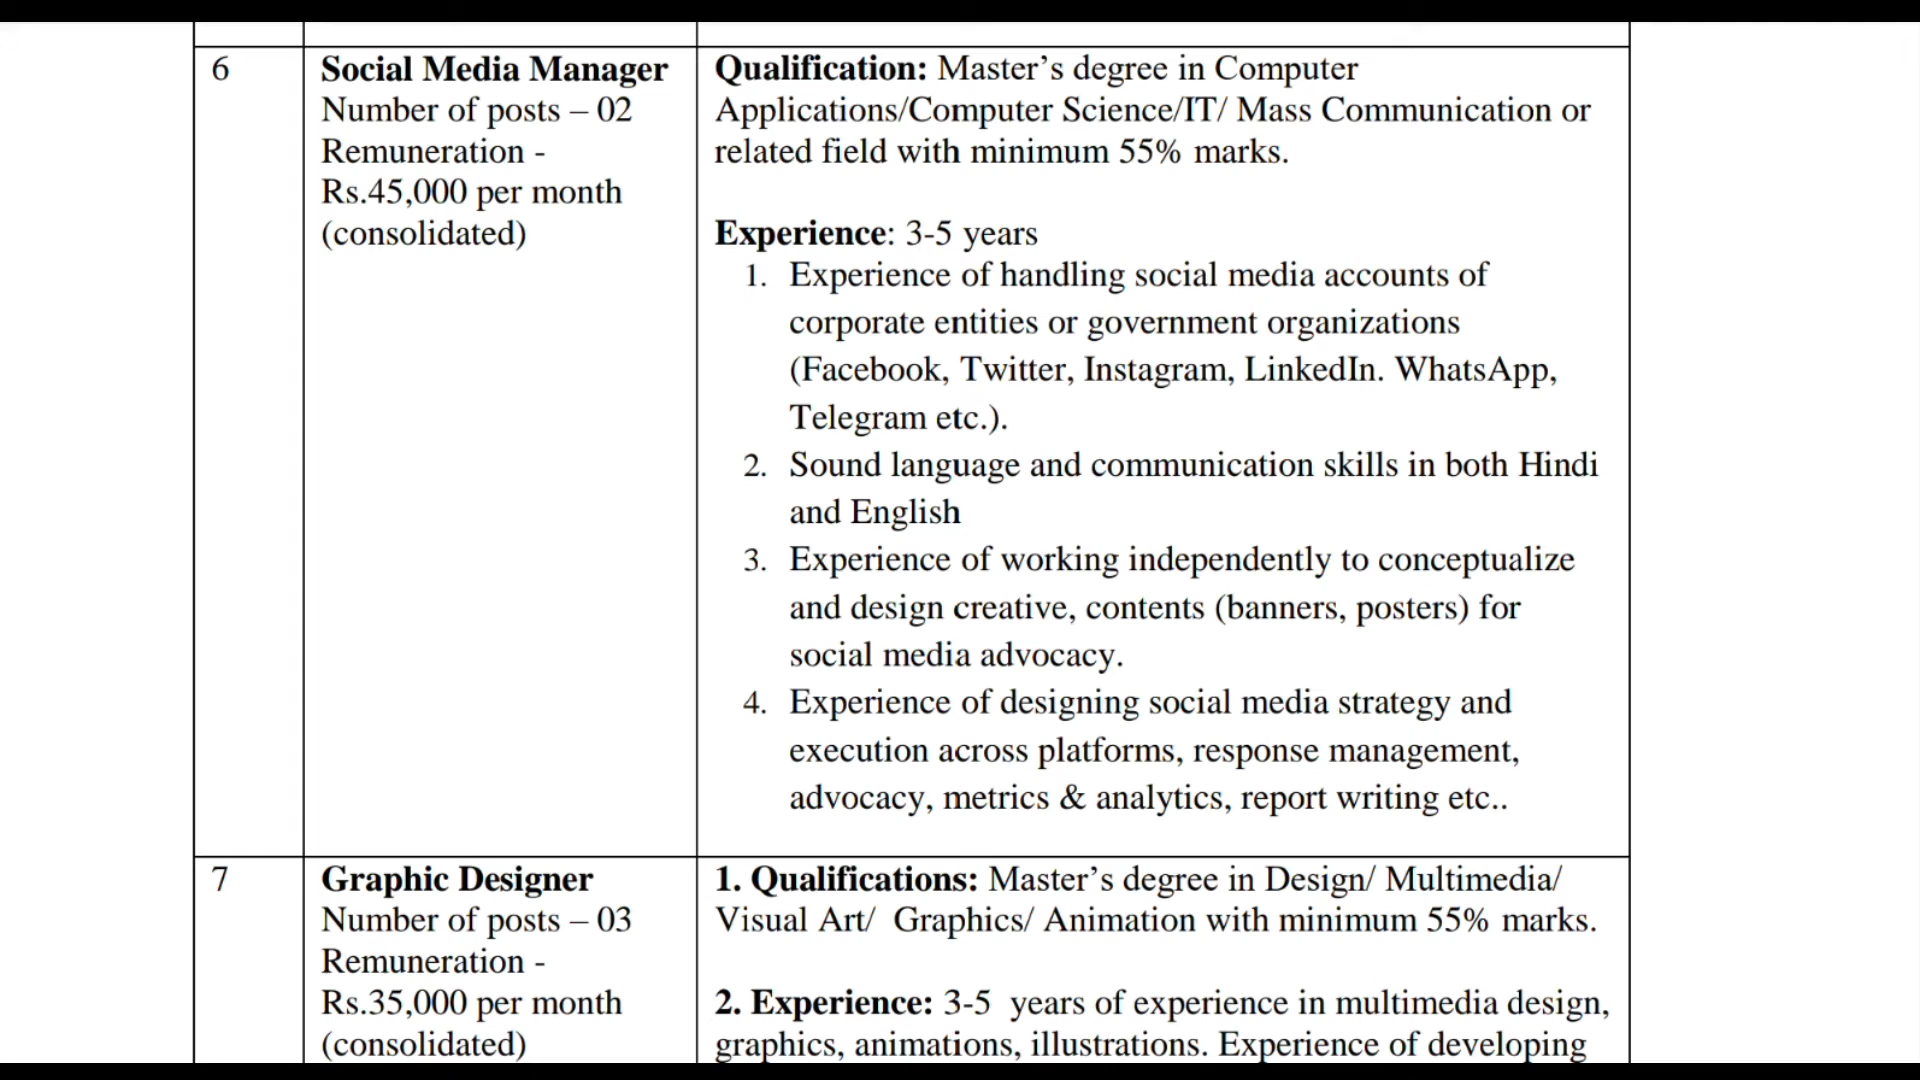 6
Social Media Manager
Number of posts – 02
Remuneration -
Rs.45,000 per month
(consolidated)
Qualification: Master’s degree in Computer
Applications/Computer Science/IT/ Mass Communication or
related field with minimum 55% marks.
Experience: 3-5 years
1. Experience of handling social media accounts of
corporate entities or government organizations
(Facebook, Twitter, Instagram, LinkedIn. WhatsApp,
Telegram etc.).
2. Sound language and communication skills in both Hindi
and English
3. Experience of working independently to conceptualize
and design creative, contents (banners, posters) for
social media advocacy.
4. Experience of designing social media strategy and
execution across platforms, response management,
advocacy, metrics & analytics, report writing etc..
7
Graphic Designer
Number of posts – 03
Remuneration -
Rs.35,000 per month
(consolidated)
1. Qualifications: Master’s degree in Design/ Multimedia/
Visual Art/ Graphics/ Animation with minimum 55% marks.
2. Experience: 3-5 years of experience in multimedia design,
graphics, animations, illustrations. Experience of developing